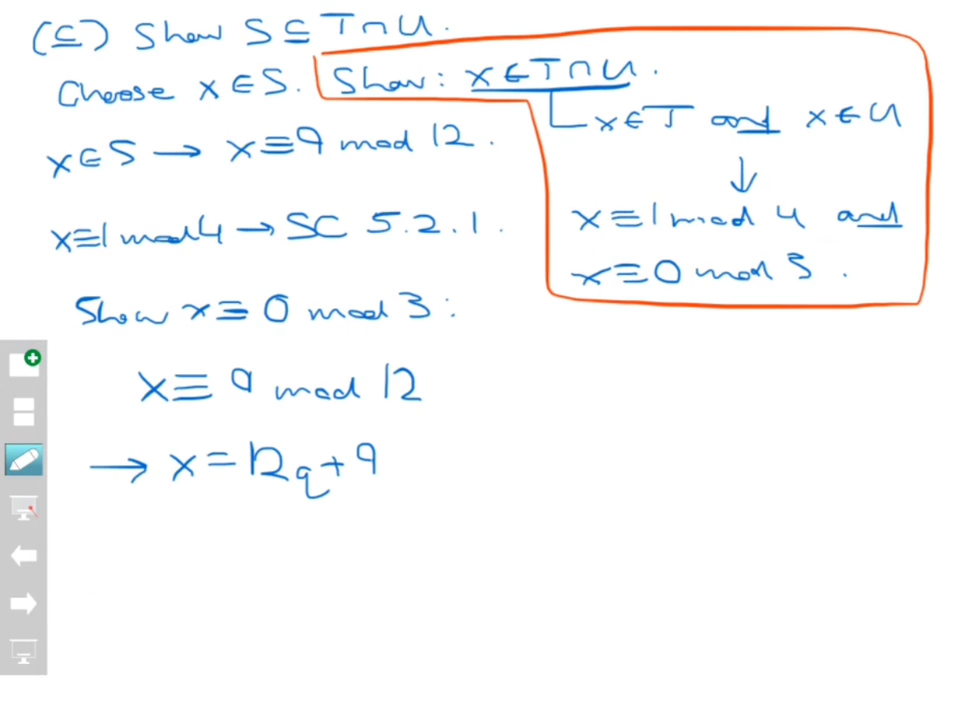 (⊆) Show S ⊆ T ∩ U.
Choose x ∈ S. Show: x ∈ T ∩ U.
x ∈ T and x ∈ U
x ∈ S → x ≡ 9 mod 12.
↓
x ≡ 1 mod 4 and
x ≡ 0 mod 3.
x ≡ 1 mod 4 → SC 5.2.1.
Show x ≡ 0 mod 3:
x ≡ 9 mod 12
→ x = 12q + 9